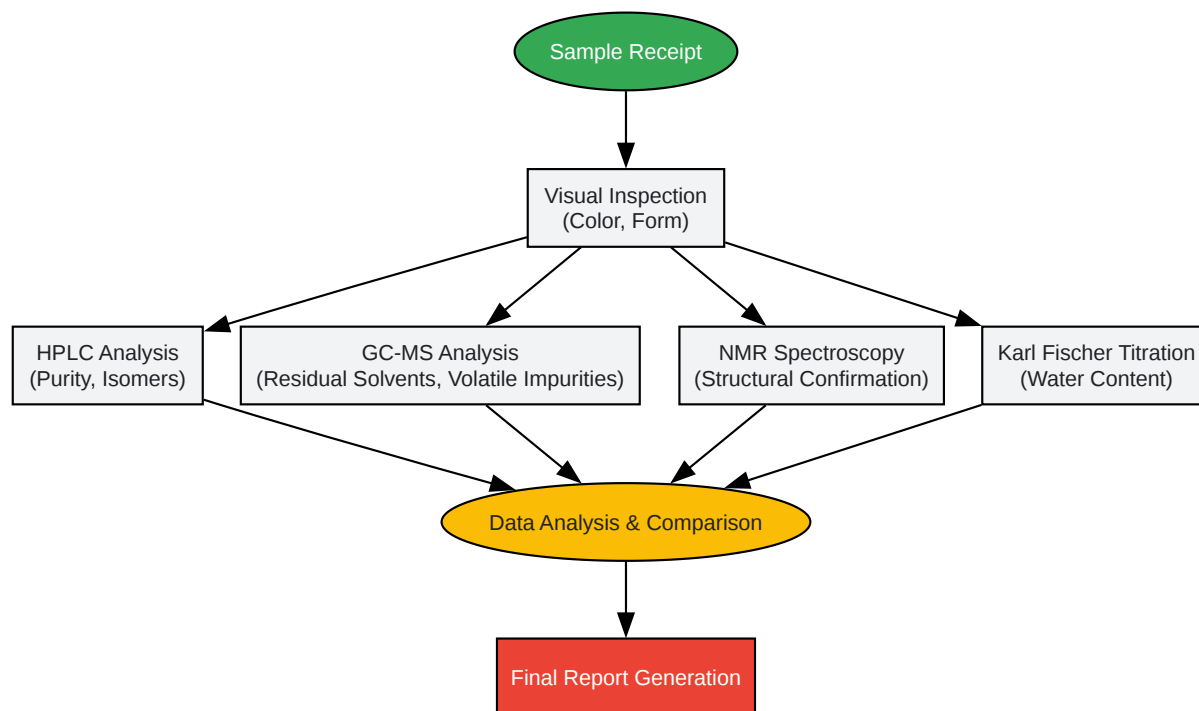 Sample Receipt
Visual Inspection
(Color, Form)
HPLC Analysis
(Purity, Isomers)
GC-MS Analysis
(Residual Solvents, Volatile Impurities)
NMR Spectroscopy
(Structural Confirmation)
Karl Fischer Titration
(Water Content)
Data Analysis & Comparison
Final Report Generation